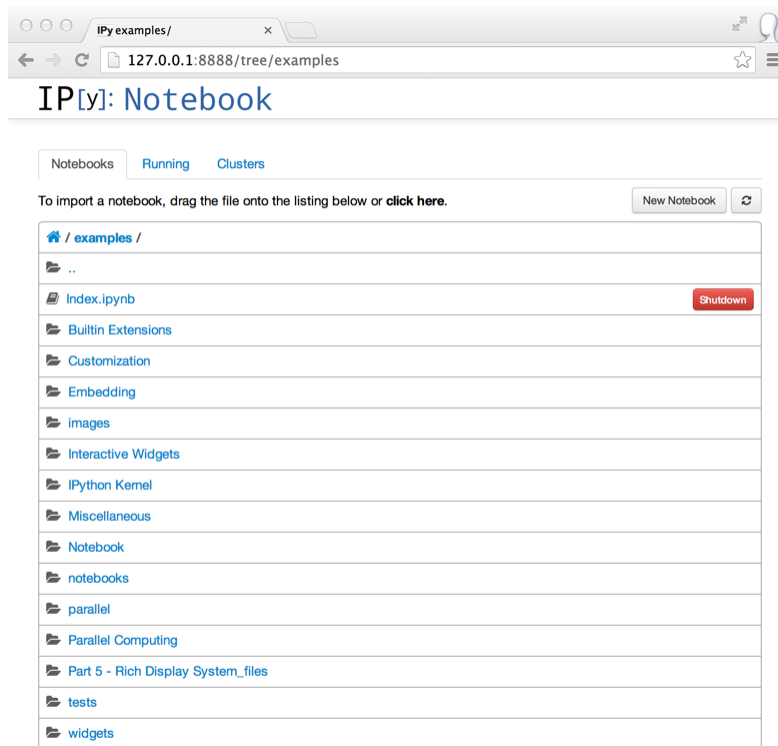 IPy examples/
127.0.0.1:8888/tree/examples
IP[y]: Notebook
Notebooks Running Clusters
To import a notebook, drag the file onto the listing below or click here. New Notebook
/ examples /
..
Index.ipynb Shutdown
Builtin Extensions
Customization
Embedding
images
Interactive Widgets
IPython Kernel
Miscellaneous
Notebook
notebooks
parallel
Parallel Computing
Part 5 - Rich Display System_files
tests
widgets